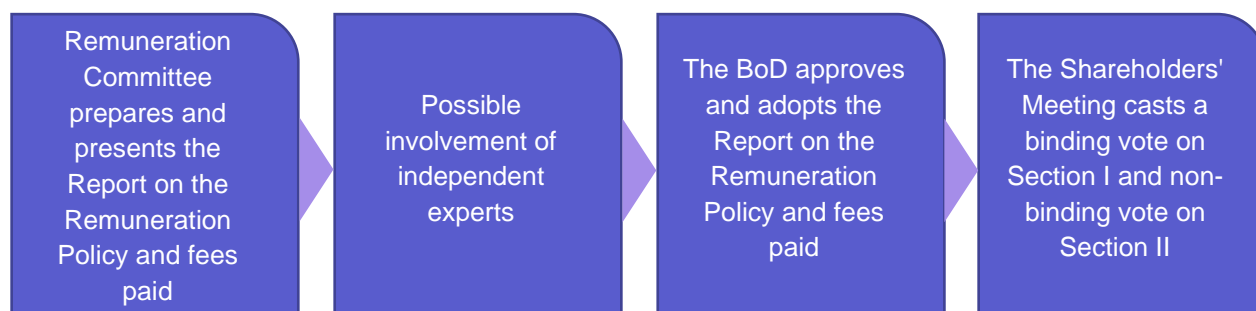 Remuneration
Committee
prepares and
presents the
Report on the
Remuneration
Policy and fees
paid
Possible
involvement of
independent
experts
The BoD approves
and adopts the
Report on the
Remuneration
Policy and fees
paid
The Shareholders'
Meeting casts a
binding vote on
Section I and non-
binding vote on
Section II